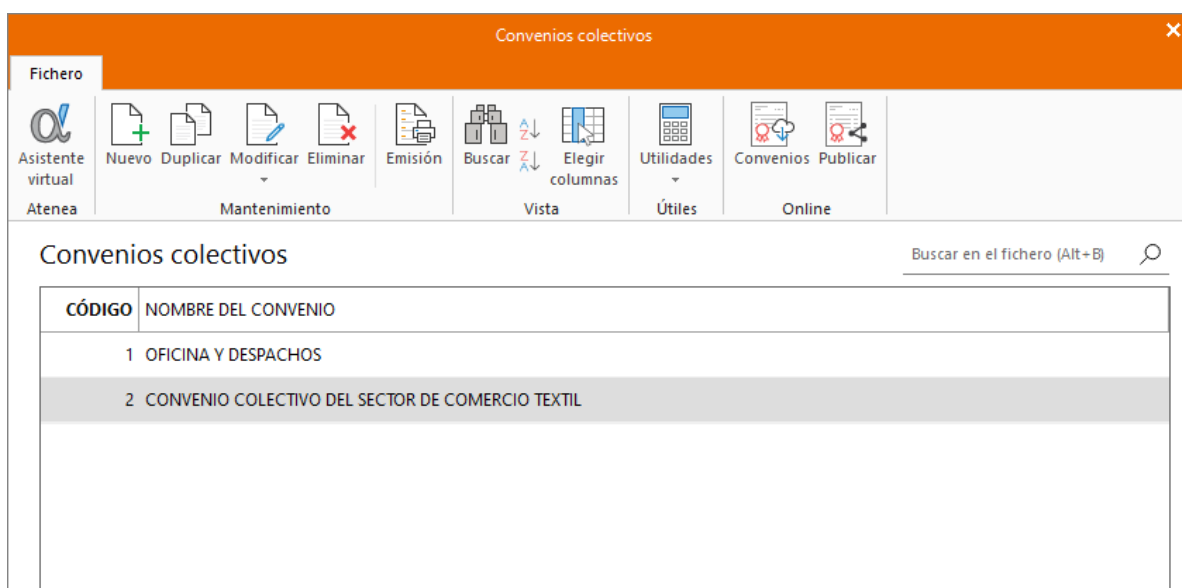 Convenios colectivos
Fichero
Asistente virtual
Nuevo Duplicar Modificar Eliminar Emisión Buscar Elegir columnas Utilidades Convenios Publicar
Atenea Mantenimiento Vista Útiles Online
Convenios colectivos Buscar en el fichero (Alt+B)
CÓDIGO NOMBRE DEL CONVENIO
1 OFICINA Y DESPACHOS
2 CONVENIO COLECTIVO DEL SECTOR DE COMERCIO TEXTIL